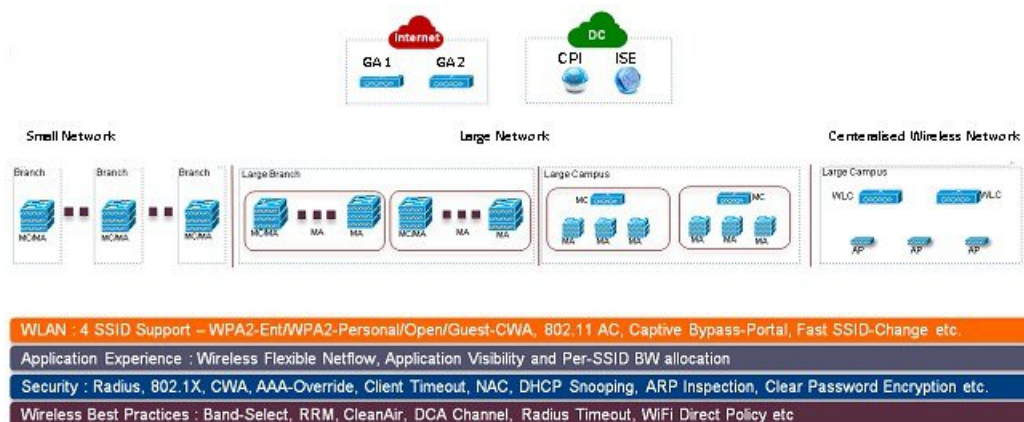 Internet
DC
GA 1
GA 2
CPI
ISE
Small Network
Large Network
Centeralised Wireless Network
Branch
Branch
Branch
Large Branch
Large Campus
Large Campus
MC/MA
MC/MA
MC/MA
MC/MA
MA
MA
MC/MA
MA
MA
MC
MC
MA
MA
MA
MA
MA
MA
WLC
WLC
AP
AP
AP
WLAN : 4 SSID Support – WPA2-Ent/WPA2-Personal/Open/Guest-CWA, 802.11 AC, Captive Bypass-Portal, Fast SSID-Change etc.
Application Experience : Wireless Flexible Netflow, Application Visibility and Per-SSID BW allocation
Security : Radius, 802.1X, CWA, AAA-Override, Client Timeout, NAC, DHCP Snooping, ARP Inspection, Clear Password Encryption etc.
Wireless Best Practices : Band-Select, RRM, CleanAir, DCA Channel, Radius Timeout, WiFi Direct Policy etc